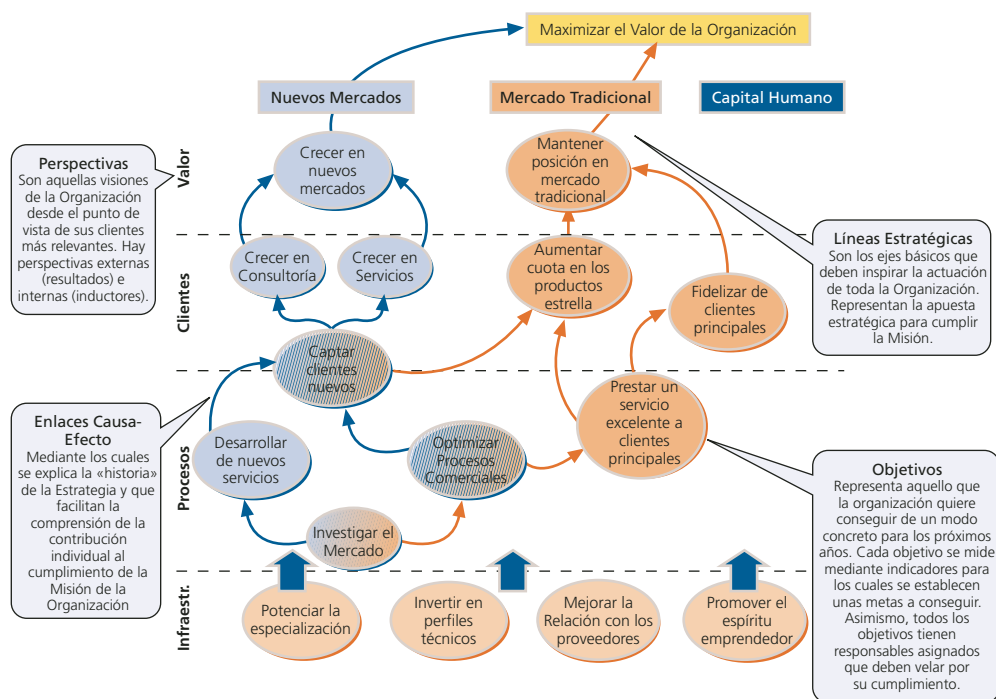 Maximizar el Valor de la Organización
Nuevos Mercados
Mercado Tradicional
Capital Humano
Valor
Perspectivas
Son aquellas visiones
de la Organización
desde el punto de
vista de sus clientes
más relevantes. Hay
perspectivas externas
(resultados) e
internas (inductores).
Crecer en
nuevos
mercados
Mantener
posición en
mercado
tradicional
Líneas Estratégicas
Son los ejes básicos que
deben inspirar la actuación
de toda la Organización.
Representan la apuesta
estratégica para cumplir
la Misión.
Clientes
Crecer en
Consultoría
Crecer en
Servicios
Aumentar
cuota en los
productos
estrella
Fidelizar de
clientes
principales
Captar
clientes
nuevos
Enlaces Causa-
Efecto
Mediante los cuales
se explica la «historia»
de la Estrategia y que
facilitan la
comprensión de la
contribución
individual al
cumplimiento de la
Misión de la
Organización
Procesos
Desarrollar
de nuevos
servicios
Optimizar
Procesos
Comerciales
Prestar un
servicio
excelente a
clientes
principales
Investigar el
Mercado
Objetivos
Representa aquello que
la organización quiere
conseguir de un modo
concreto para los próximos
años. Cada objetivo se mide
mediante indicadores para
los cuales se establecen
unas metas a conseguir.
Asimismo, todos los
objetivos tienen
responsables asignados
que deben velar por
su cumplimiento.
Infraestr.
Potenciar la
especialización
Invertir en
perfiles
técnicos
Mejorar la
Relación con los
proveedores
Promover el
espíritu
emprendedor